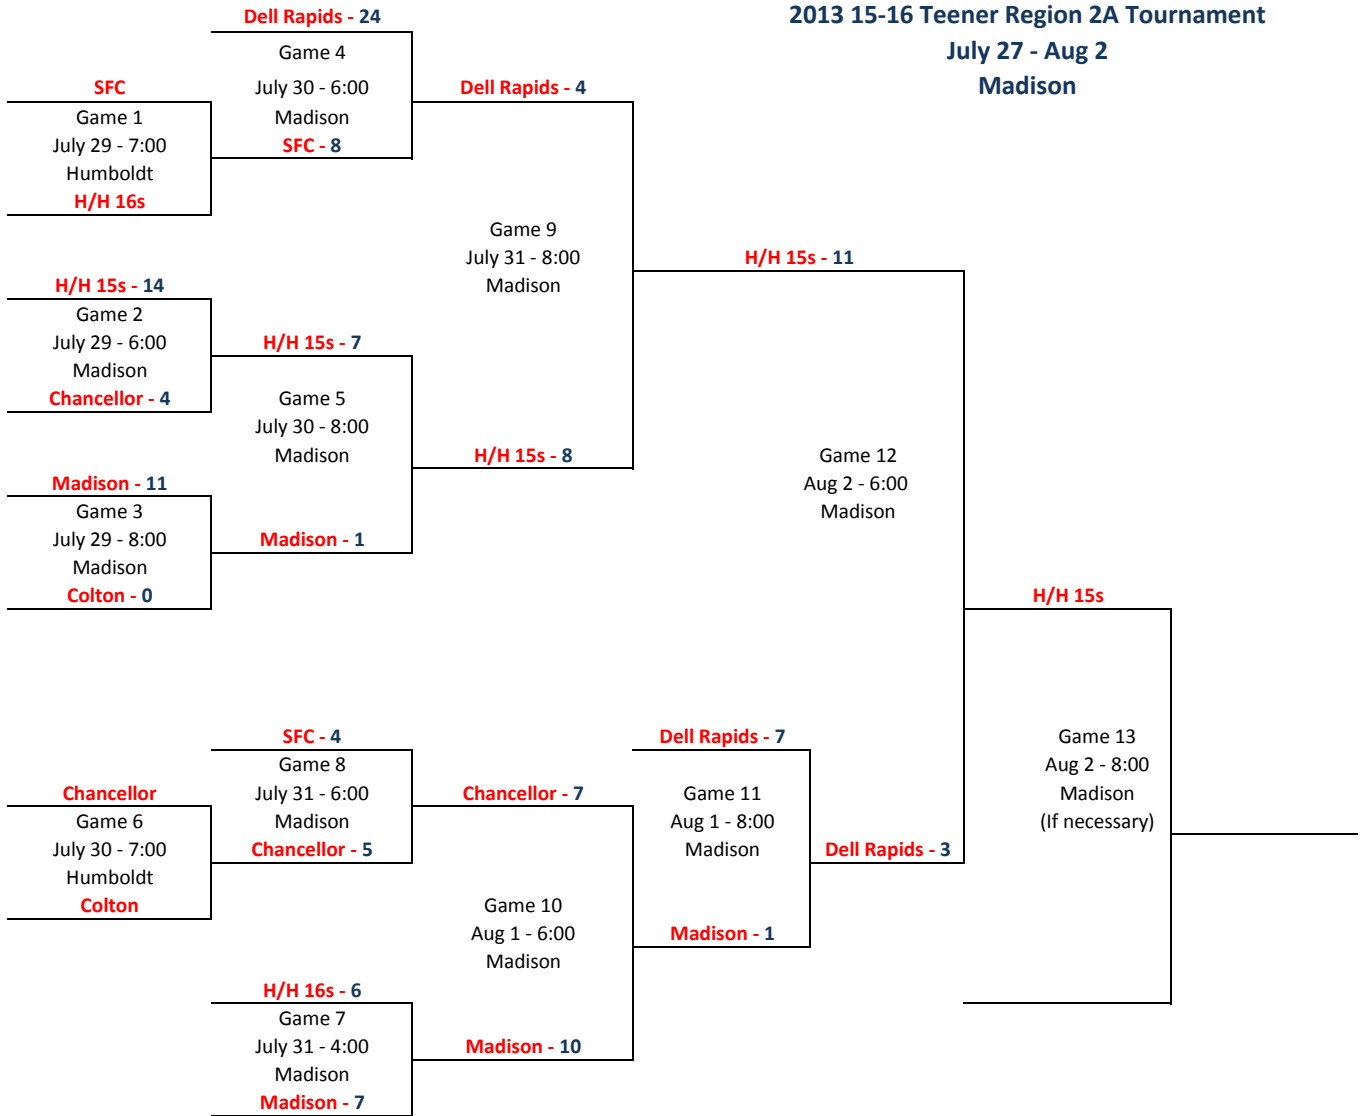 2013 15-16 Teener Region 2A Tournament
July 27 - Aug 2
Madison
Dell Rapids - 24
Game 4
July 30 - 6:00
Madison
SFC - 8
SFC
Game 1
July 29 - 7:00
Humboldt
H/H 16s
Dell Rapids - 4
Game 9
July 31 - 8:00
Madison
H/H 15s - 8
H/H 15s - 14
Game 2
July 29 - 6:00
Madison
Chancellor - 4
H/H 15s - 7
Game 5
July 30 - 8:00
Madison
Madison - 1
Madison - 11
Game 3
July 29 - 8:00
Madison
Colton - 0
H/H 15s - 11
Game 12
Aug 2 - 6:00
Madison
Dell Rapids - 3
H/H 15s
Game 13
Aug 2 - 8:00
Madison
(If necessary)
SFC - 4
Game 8
July 31 - 6:00
Madison
Chancellor - 5
Chancellor
Game 6
July 30 - 7:00
Humboldt
Colton
Chancellor - 7
Game 10
Aug 1 - 6:00
Madison
Madison - 10
Dell Rapids - 7
Game 11
Aug 1 - 8:00
Madison
Madison - 1
H/H 16s - 6
Game 7
July 31 - 4:00
Madison
Madison - 7